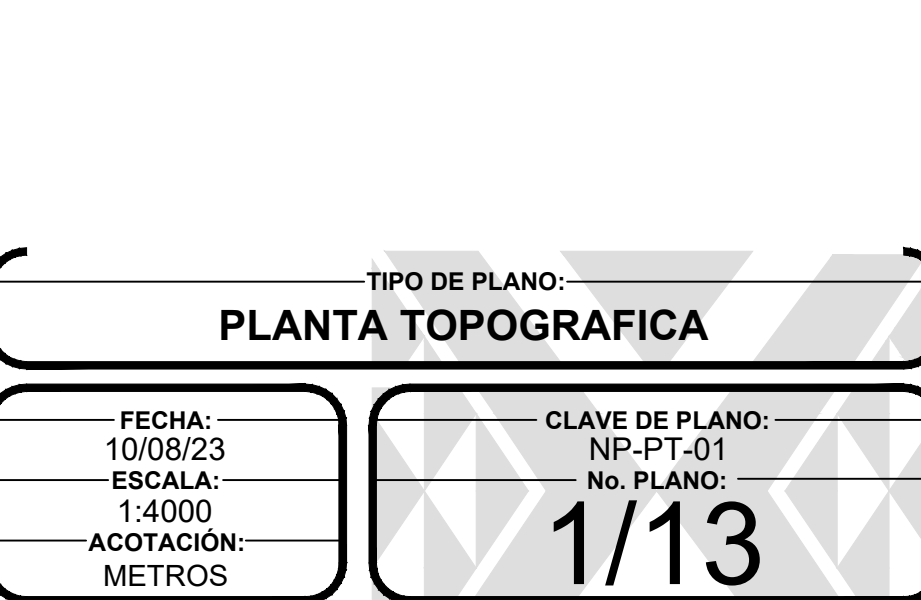 TIPO DE PLANO:
PLANTA TOPOGRAFICA
FECHA:
10/08/23
ESCALA:
1:4000
ACOTACIÓN:
METROS
CLAVE DE PLANO:
NP-PT-01
No. PLANO:
1/13